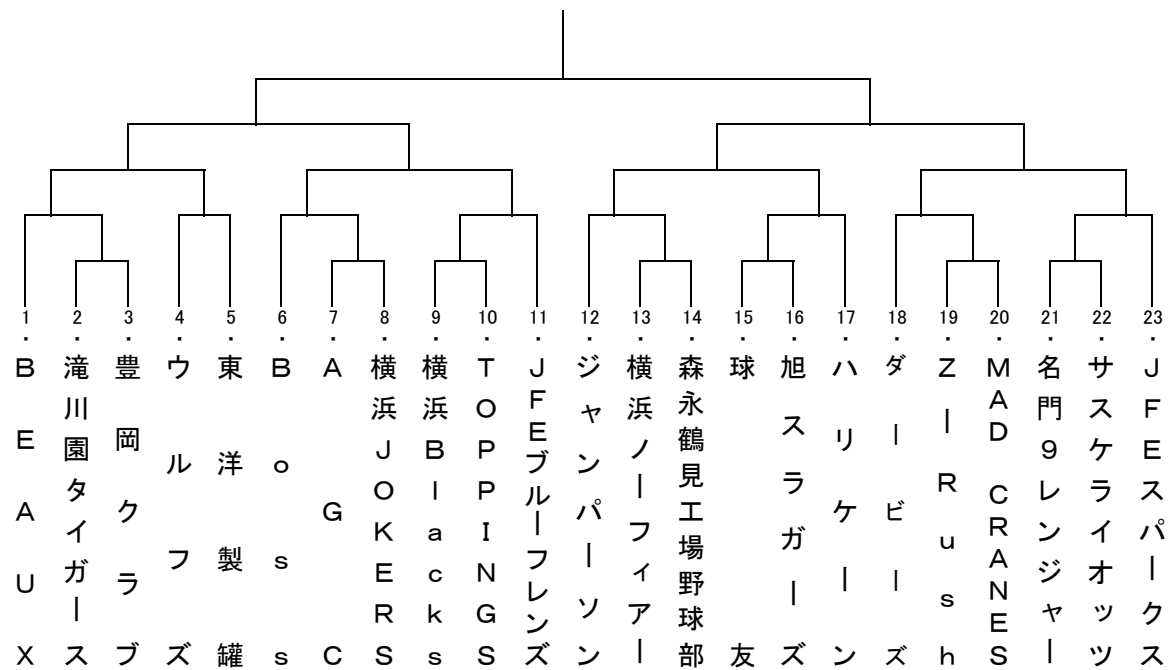 1・BEAUX
2・滝川園タイガース
3・豊岡クラブ
4・ウルフズ
5・東洋製罐
6・Boss
7・AGC
8・横浜JOKERS
9・横浜Blacks
10・TOPPINGS
11・JFEブルーフレンズ
12・ジャンパーソン
13・横浜ノーフィアー
14・森永鶴見工場野球部
15・球友
16・旭スラガーズ
17・ハリケーン
18・ダービーズ
19・Z－Rush
20・MAD CRANES
21・名門9レンジャー
22・サスケライオッツ
23・JFEスパークス